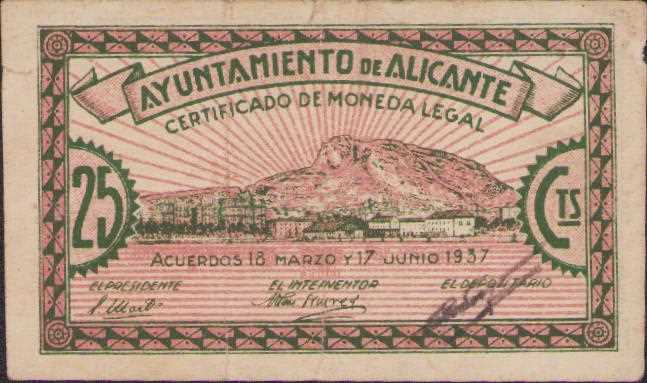 AYUNTAMIENTO DE ALICANTE
CERTIFICADO DE MONEDA LEGAL
25 CTS
ACUERDOS 18 MARZO Y 17 JUNIO 1937
EL PRESIDENTE EL INTERVENTOR EL DEPOSITARIO